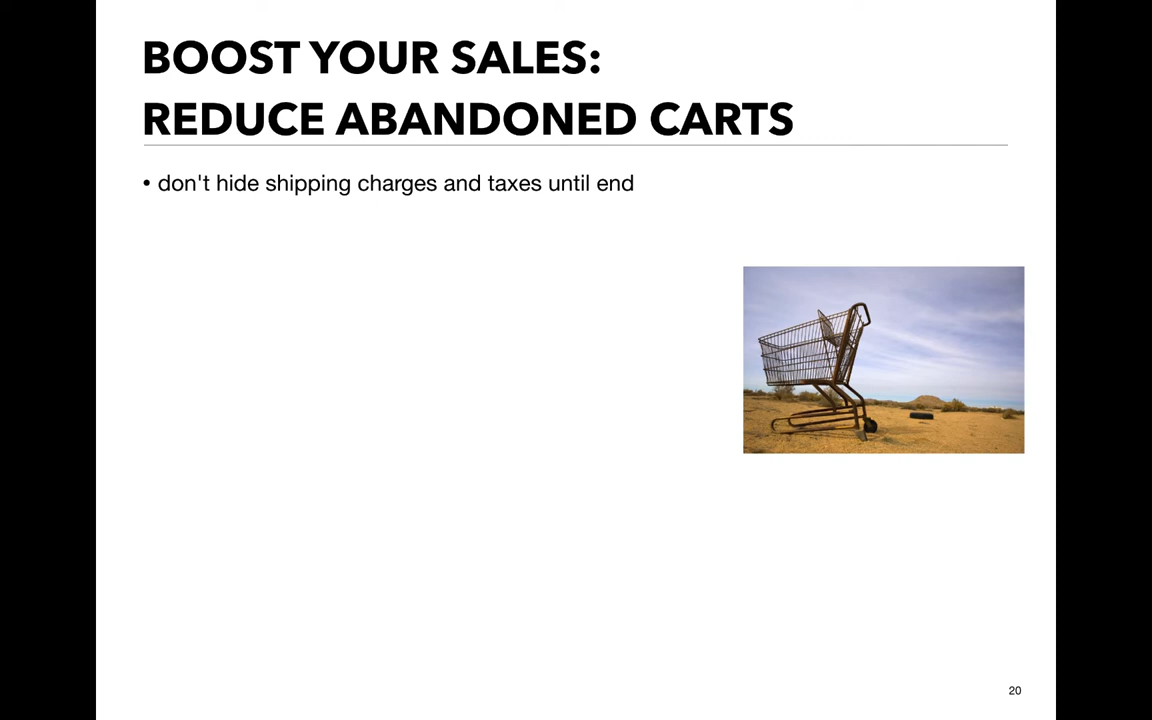 BOOST YOUR SALES:
REDUCE ABANDONED CARTS
• don't hide shipping charges and taxes until end
20